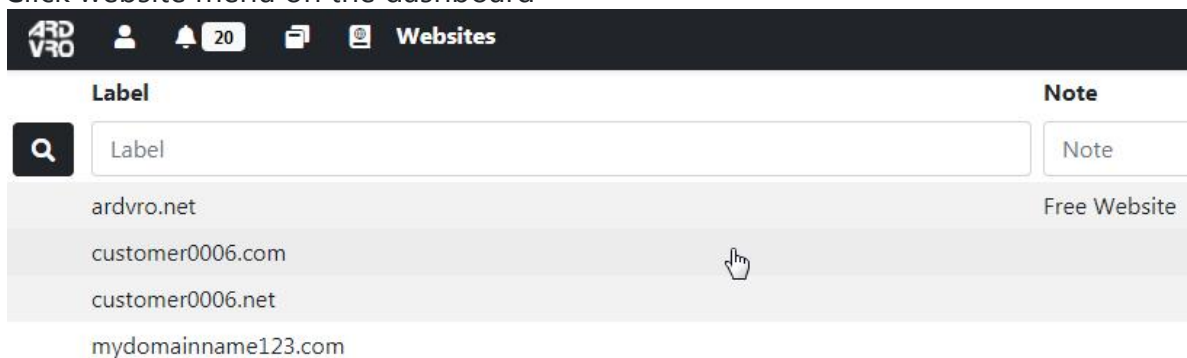 Click website menu on the dashboard
ARD
VRO
20
Websites
Label
Note
Label
Note
ardvro.net
Free Website
customer0006.com
customer0006.net
mydomainname123.com